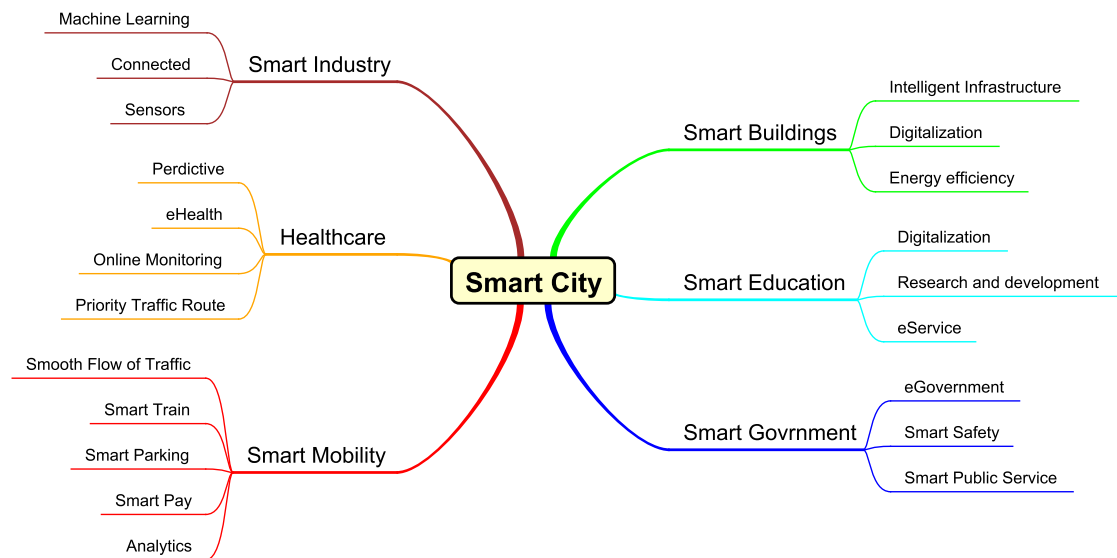 Smart City
Smart Industry
Machine Learning
Connected
Sensors
Healthcare
Perdictive
eHealth
Online Monitoring
Priority Traffic Route
Smart Mobility
Smooth Flow of Traffic
Smart Train
Smart Parking
Smart Pay
Analytics
Smart Buildings
Intelligent Infrastructure
Digitalization
Energy efficiency
Smart Education
Digitalization
Research and development
eService
Smart Govrnment
eGovernment
Smart Safety
Smart Public Service